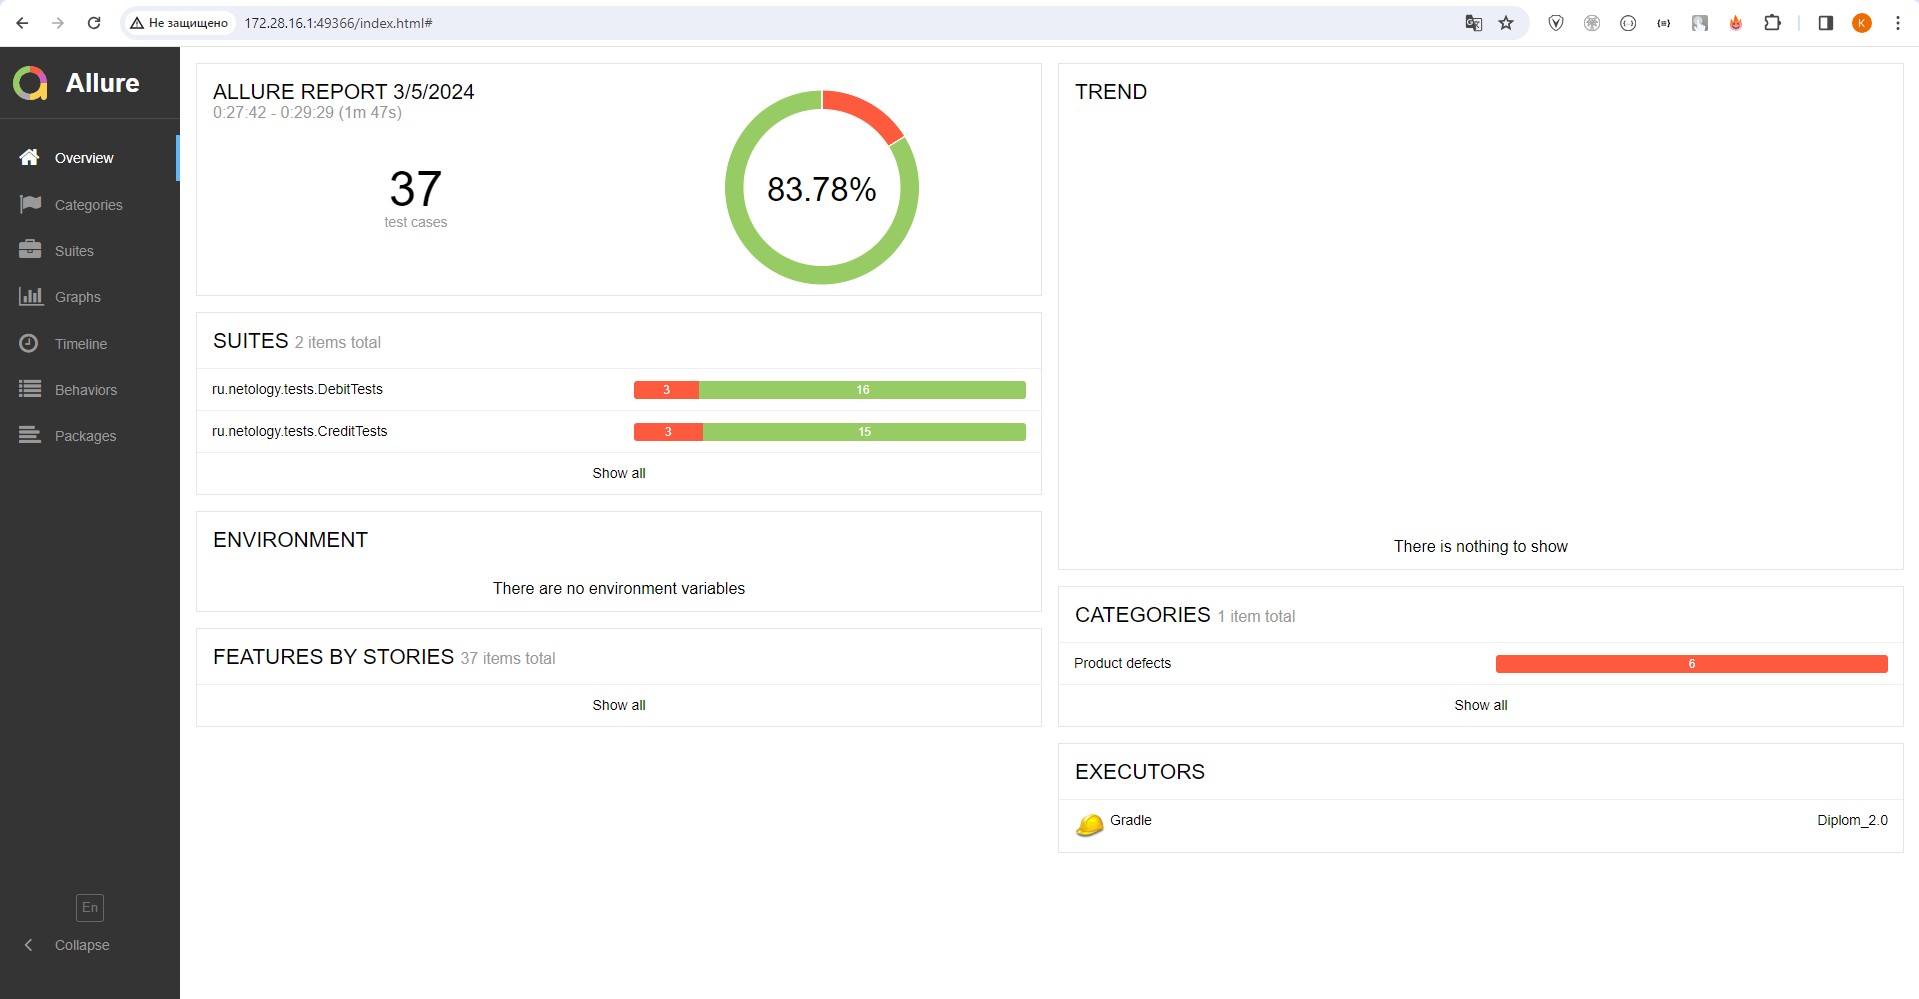 Не защищено
172.28.16.1:49366/index.html#
K
Allure
Overview
Categories
Suites
Graphs
Timeline
Behaviors
Packages
En
Collapse
ALLURE REPORT 3/5/2024
0:27:42 - 0:29:29 (1m 47s)
37
test cases
83.78%
SUITES 2 items total
ru.netology.tests.DebitTests 3 16
ru.netology.tests.CreditTests 3 15
Show all
ENVIRONMENT
There are no environment variables
FEATURES BY STORIES 37 items total
Show all
TREND
There is nothing to show
CATEGORIES 1 item total
Product defects 6
Show all
EXECUTORS
Gradle Diplom_2.0